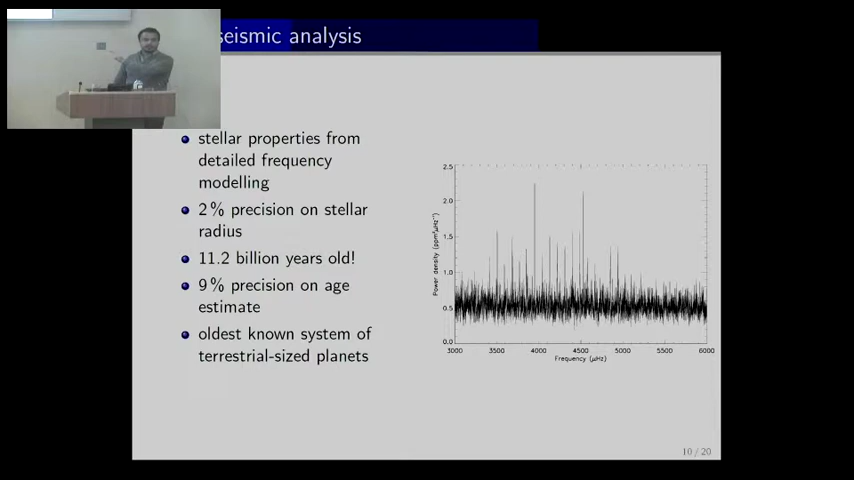 seismic analysis
stellar properties from
detailed frequency
modelling
2% precision on stellar
radius
11.2 billion years old!
9% precision on age
estimate
oldest known system of
terrestrial-sized planets
2.5
2.0
1.5
1.0
0.5
0.0
Power density (ppm²μHz⁻¹)
3000 3500 4000 4500 5000 5500 6000
Frequency (μHz)
10 / 20